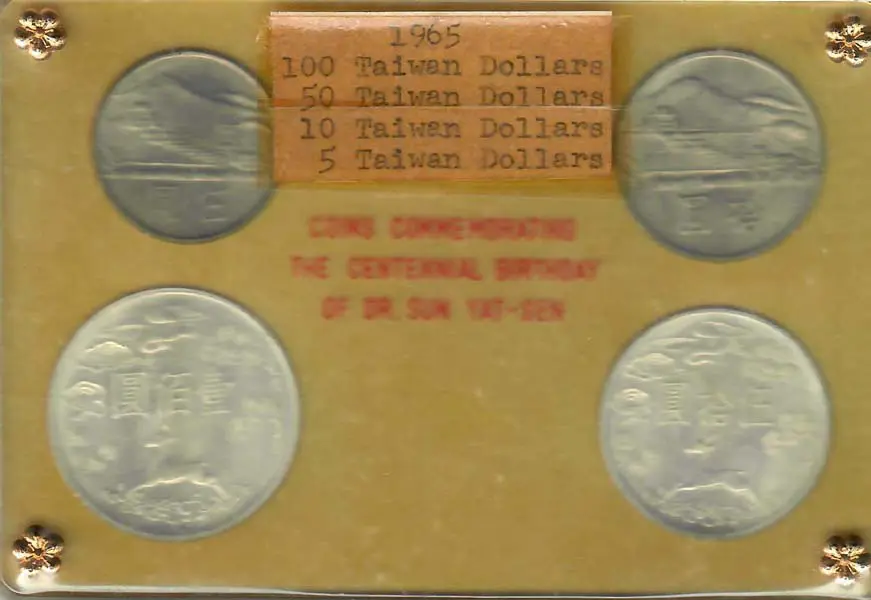 1965
100 Taiwan Dollars
50 Taiwan Dollars
10 Taiwan Dollars
5 Taiwan Dollars
COINS COMMEMORATING
THE CENTENNIAL BIRTHDAY
OF DR. SUN YAT-SEN